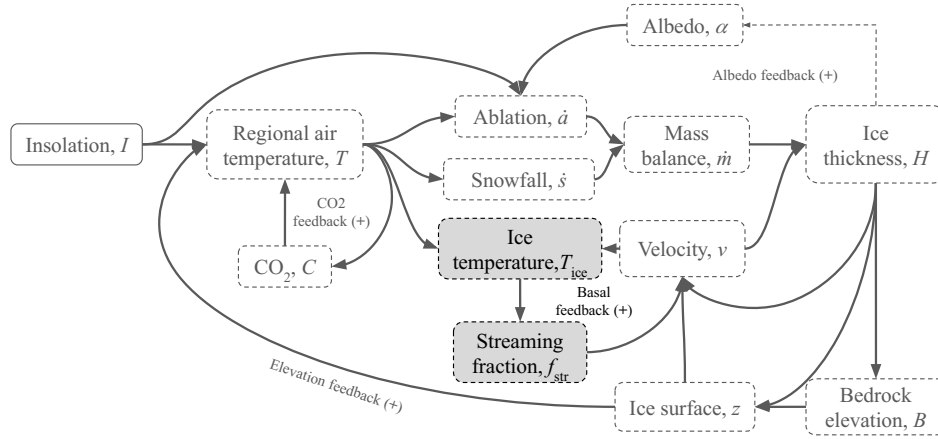 Albedo, α
Albedo feedback (+)
Insolation, I
Regional air
temperature, T
Ablation, ȧ
Snowfall, ṡ
Mass
balance, ṁ
Ice
thickness, H
CO2
feedback (+)
CO₂, C
Ice
temperature,Tice
Velocity, v
Basal
feedback (+)
Streaming
fraction, fstr
Elevation feedback (+)
Ice surface, z
Bedrock
elevation, B